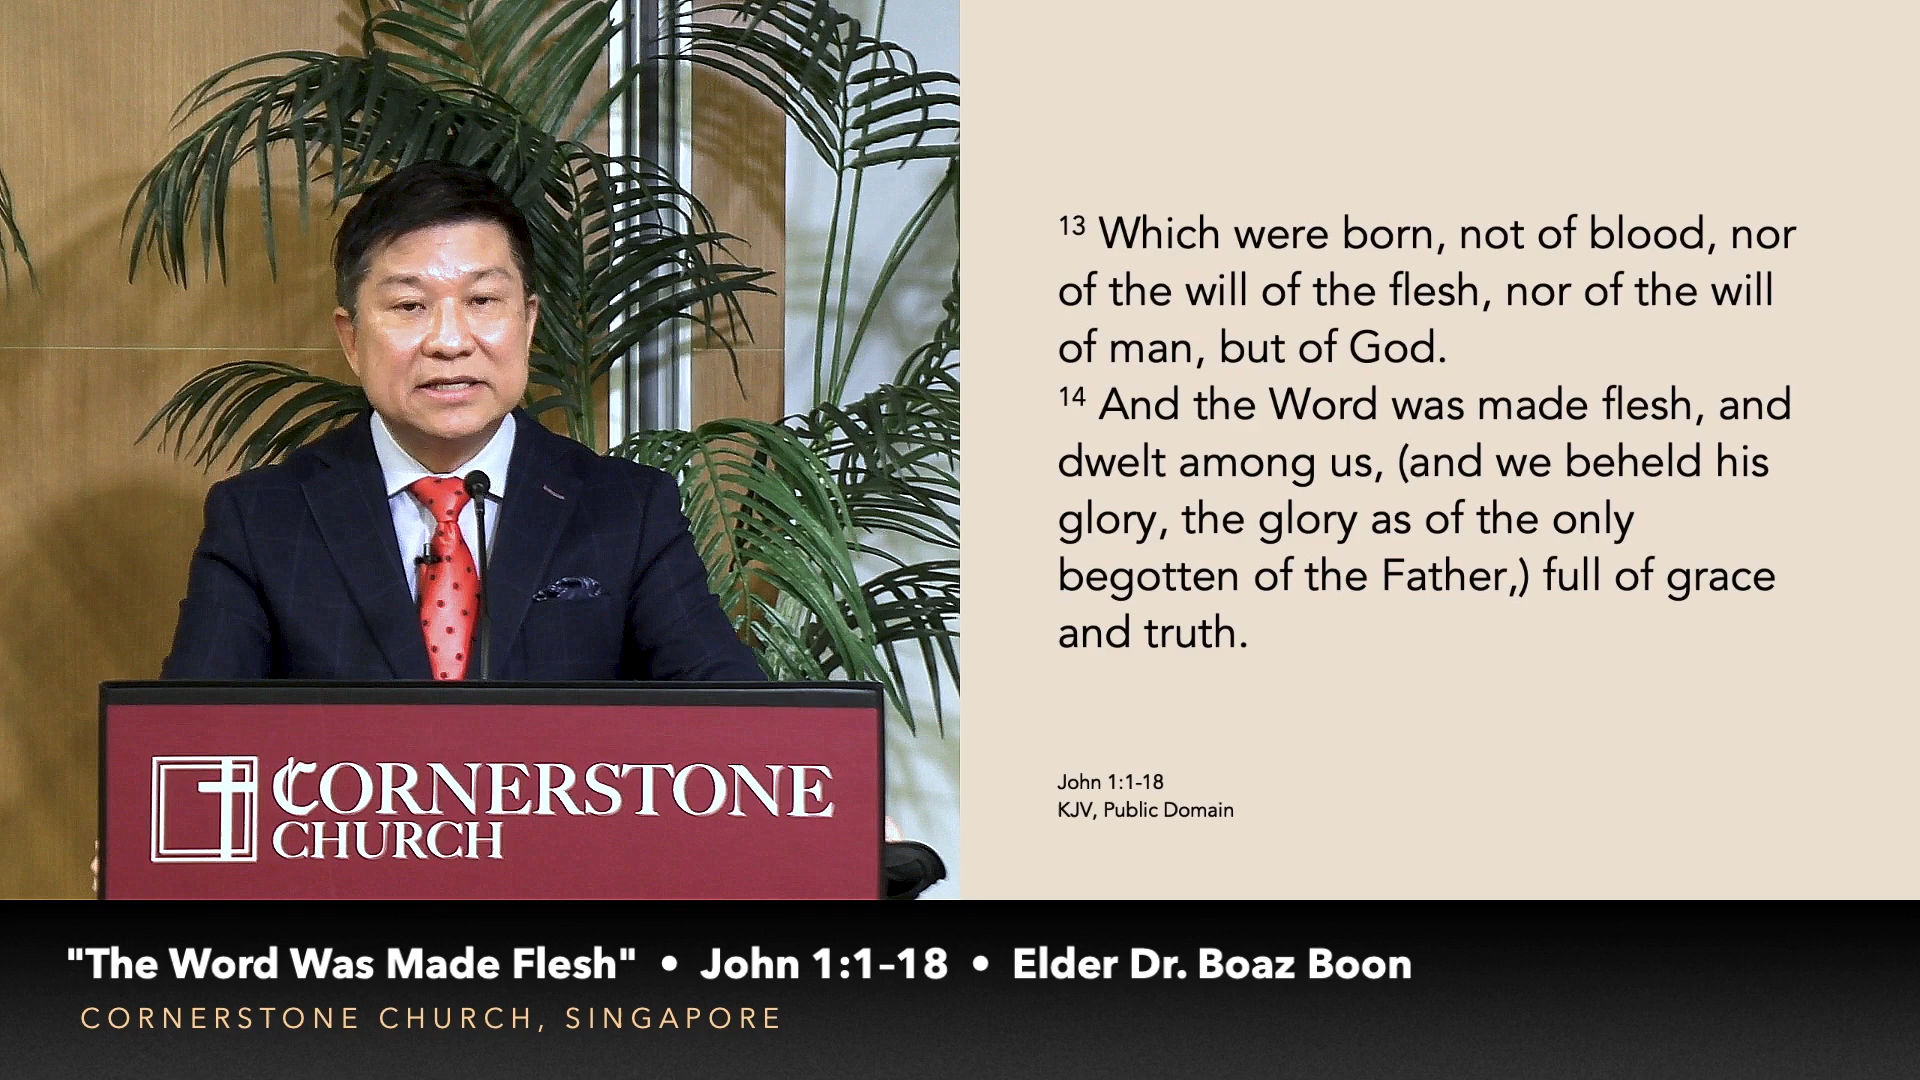 13 Which were born, not of blood, nor
of the will of the flesh, nor of the will
of man, but of God.
14 And the Word was made flesh, and
dwelt among us, (and we beheld his
glory, the glory as of the only
begotten of the Father,) full of grace
and truth.
John 1:1-18
KJV, Public Domain
CORNERSTONE
CHURCH
"The Word Was Made Flesh" • John 1:1–18 • Elder Dr. Boaz Boon
CORNERSTONE CHURCH, SINGAPORE